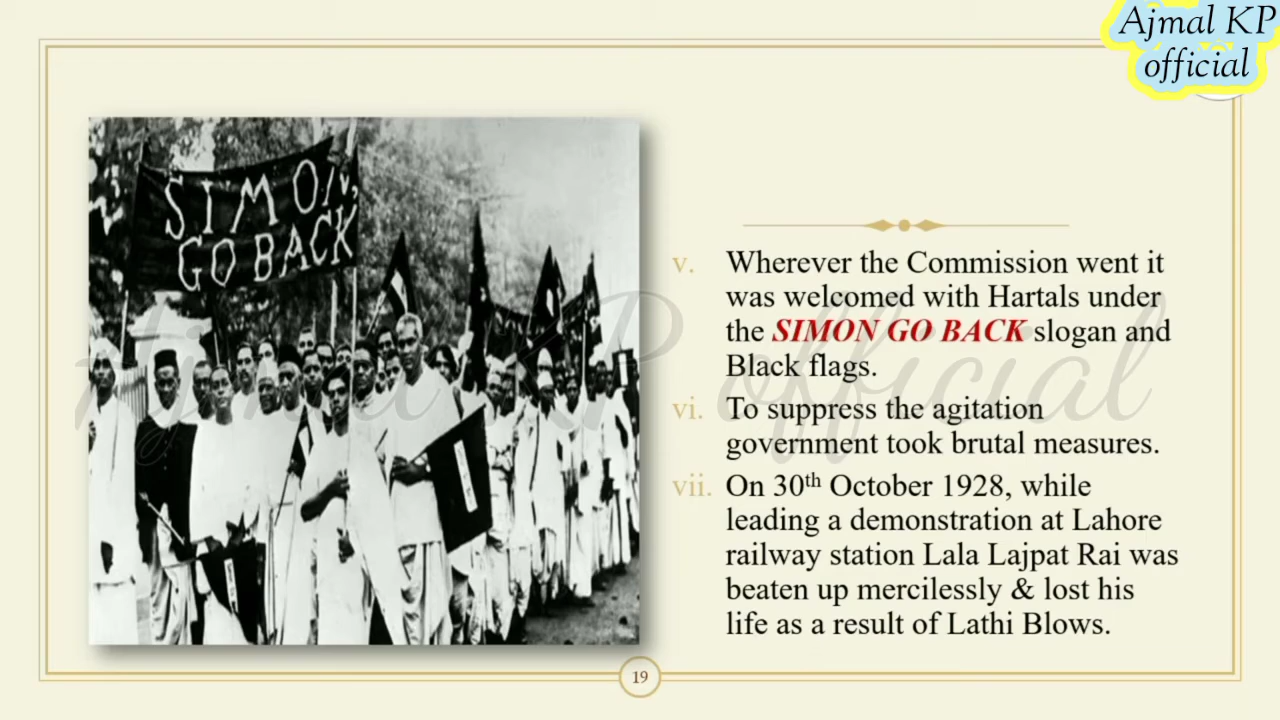 Ajmal KP
official
SIMON,
GO BACK
v. Wherever the Commission went it
was welcomed with Hartals under
the SIMON GO BACK slogan and
Black flags.
vi. To suppress the agitation
government took brutal measures.
vii. On 30th October 1928, while
leading a demonstration at Lahore
railway station Lala Lajpat Rai was
beaten up mercilessly & lost his
life as a result of Lathi Blows.
Ajmal KP official
19